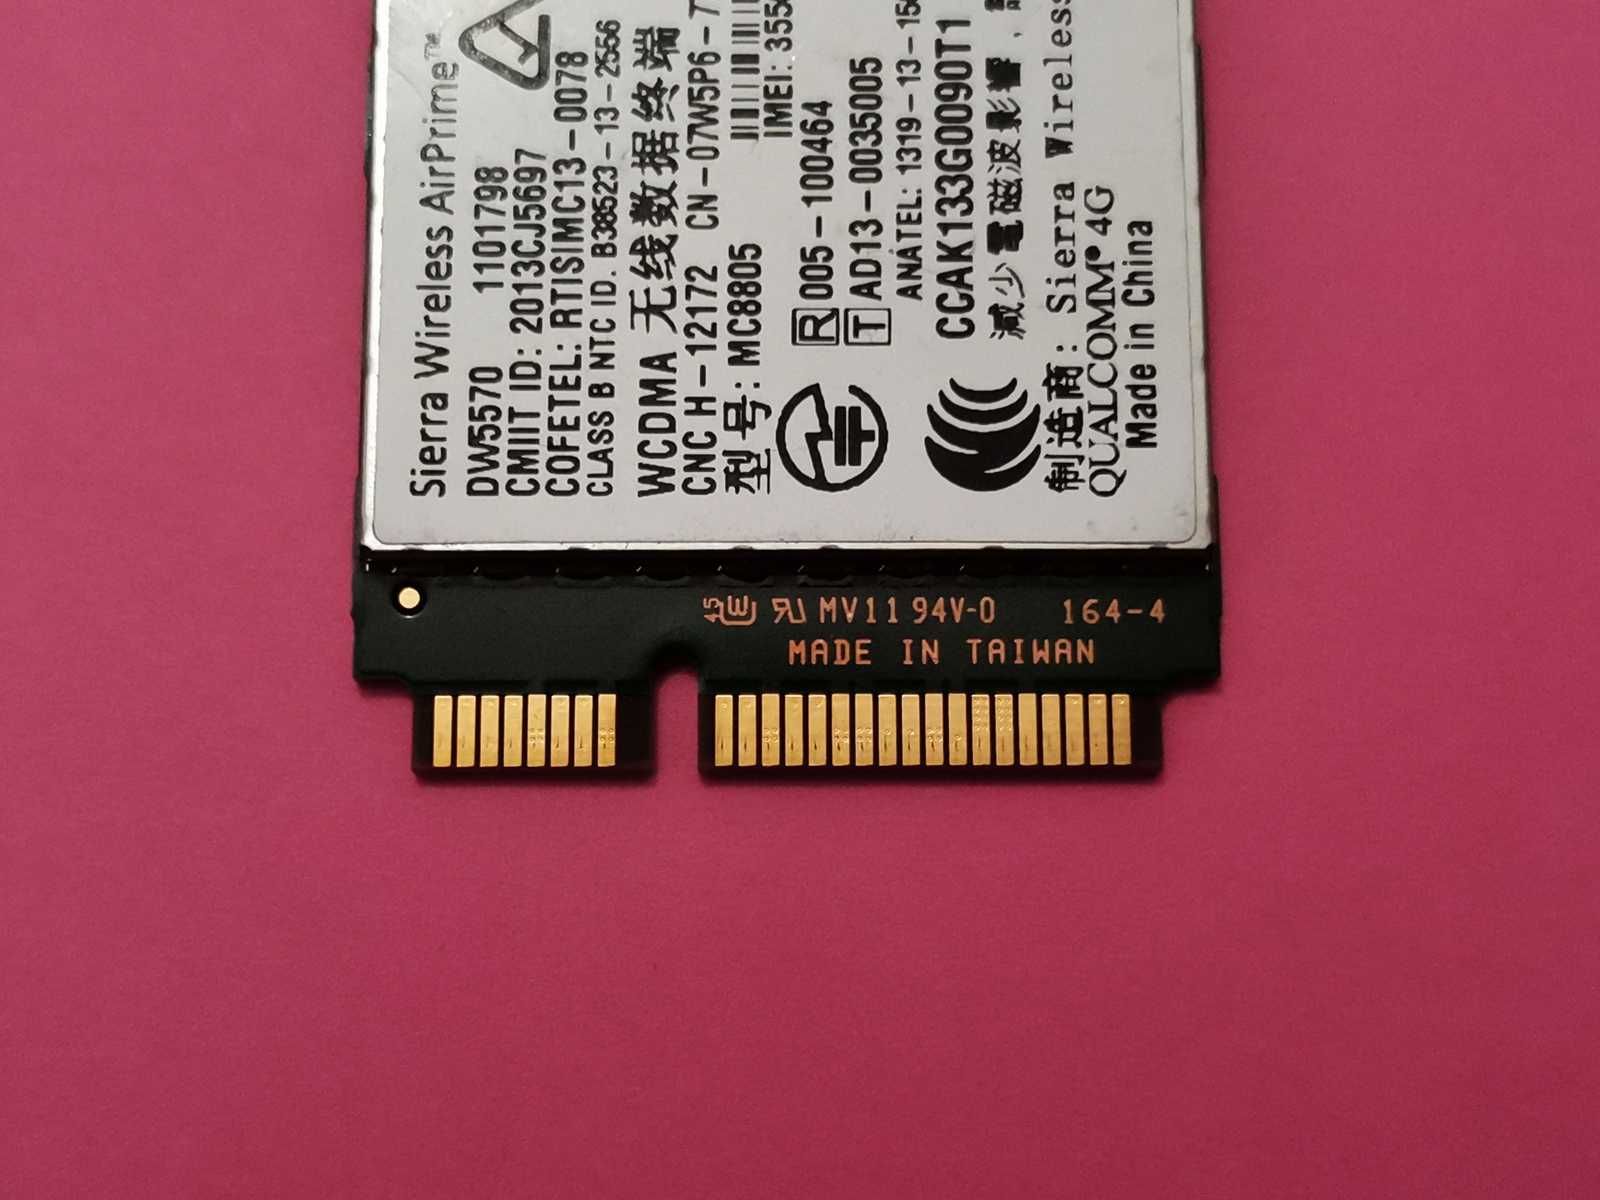 Sierra Wireless AirPrime™
DW5570 1101798
CMIIT ID: 2013CJ5697
COFETEL: RTISIMC13-0078
CLASS B NTC ID. B38523-13-2556
WCDMA 无线数据终端
CNC H-12172 CN-07W5P6-7
型号: MC8805
IMEI: 355
R 005-100464
T AD13-0035005
ANATEL: 1319-13-15
CCAK133G0090T1
減少電磁波影響,
制造商: Sierra Wireless
QUALCOMM® 4G
Made in China
MV1194V-0 164-4
MADE IN TAIWAN